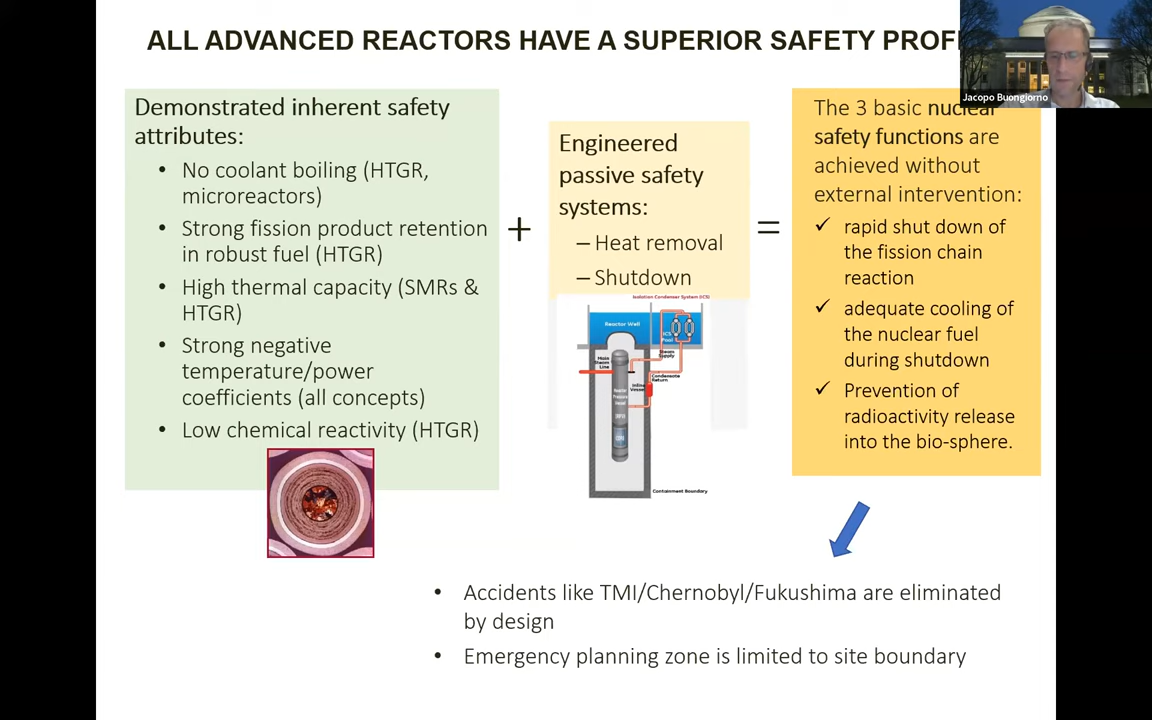 ALL ADVANCED REACTORS HAVE A SUPERIOR SAFETY
Jacopo Buongiorno
Demonstrated inherent safety
attributes:
• No coolant boiling (HTGR,
microreactors)
• Strong fission product retention
in robust fuel (HTGR)
• High thermal capacity (SMRs &
HTGR)
• Strong negative
temperature/power
coefficients (all concepts)
• Low chemical reactivity (HTGR)
+
Engineered
passive safety
systems:
– Heat removal
– Shutdown
Isolation Condenser System (ICS)
Reactor Well
ICS
Pool
Main
Steam
Line
Steam
Supply
Condensate
Return
Reactor
Pressure
Vessel
Containment Boundary
=
The 3 basic nuclear
safety functions are
achieved without
external intervention:
✓ rapid shut down of
the fission chain
reaction
✓ adequate cooling of
the nuclear fuel
during shutdown
✓ Prevention of
radioactivity release
into the bio-sphere.
• Accidents like TMI/Chernobyl/Fukushima are eliminated
by design
• Emergency planning zone is limited to site boundary